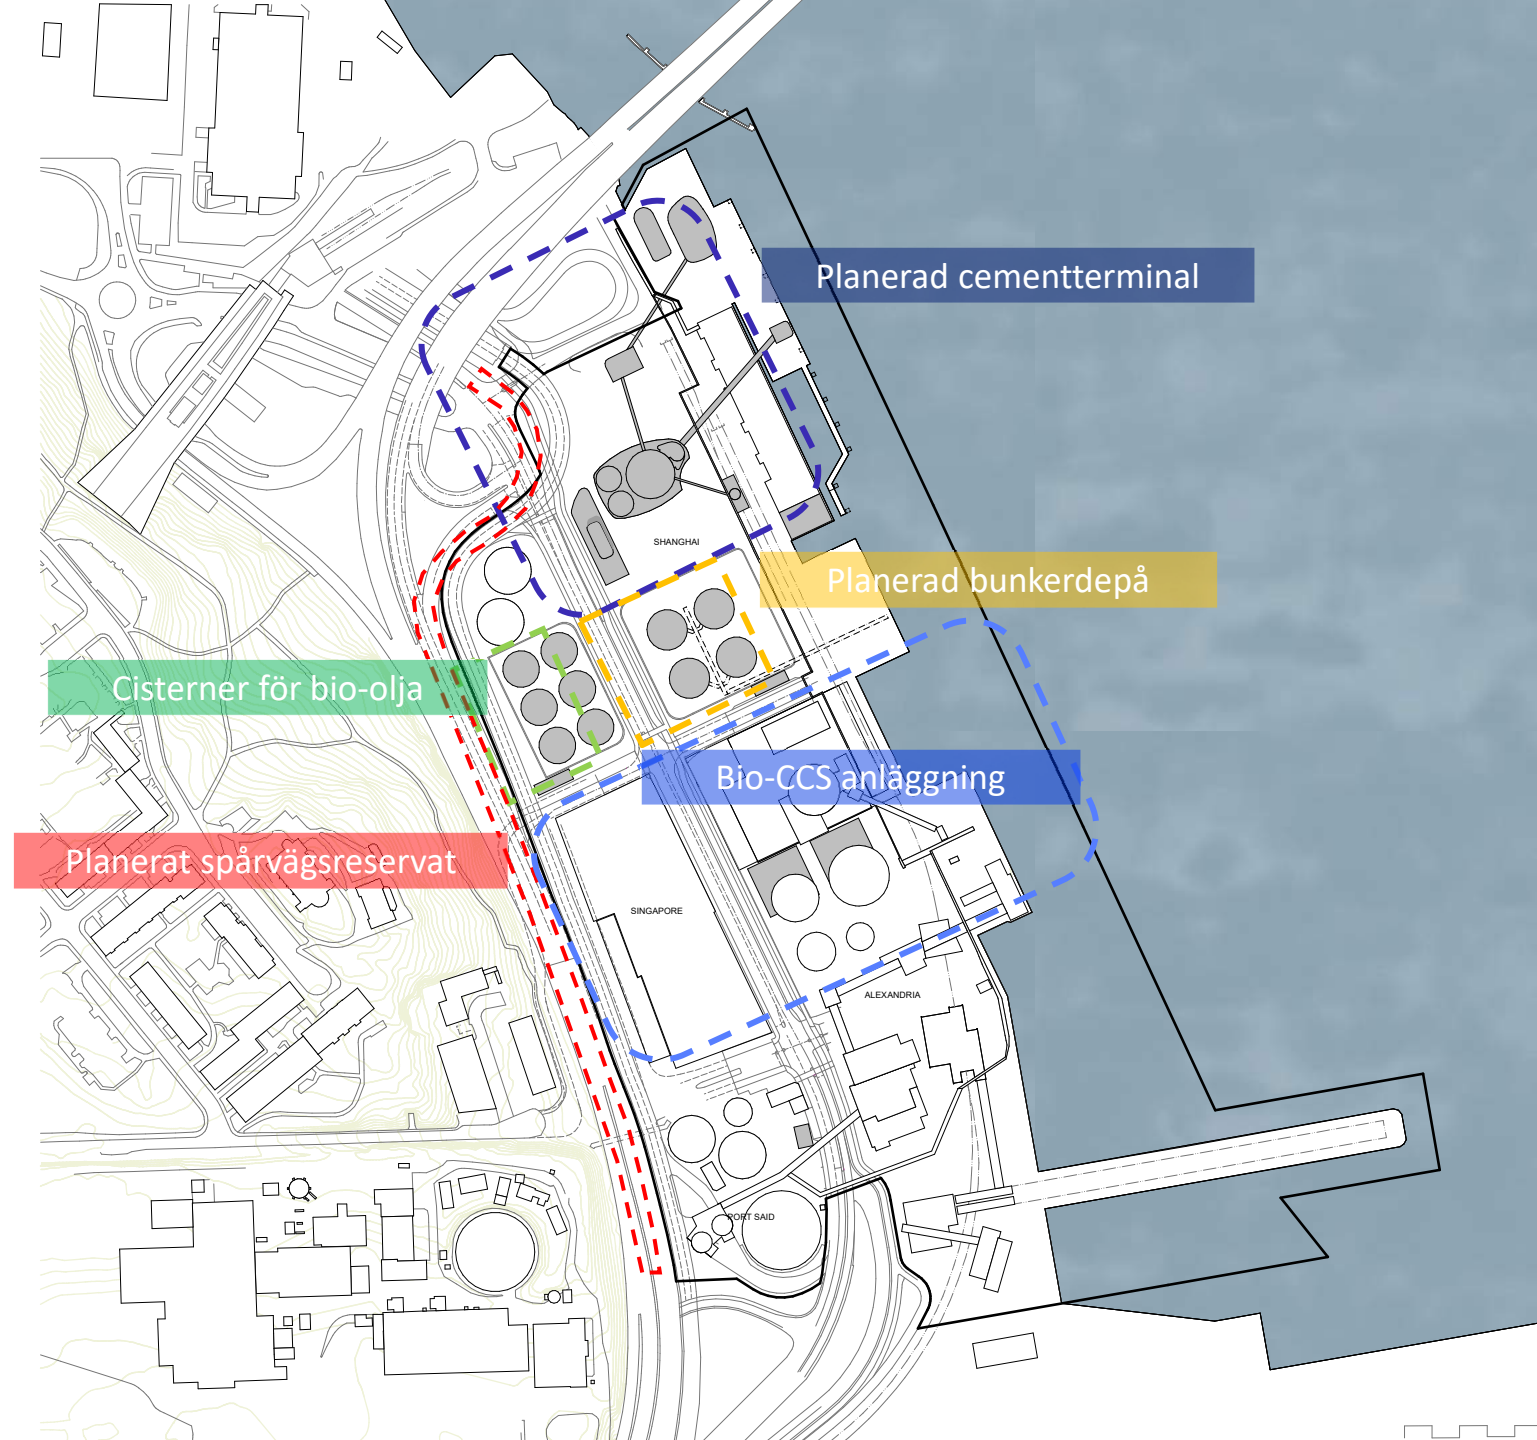 Planerad cementterminal
SHANGHAI
Planerad bunkerdepå
Cisterner för bio-olja
Bio-CCS anläggning
Planerat spårvägsreservat
SINGAPORE
ALEXANDRIA
PORT SAID